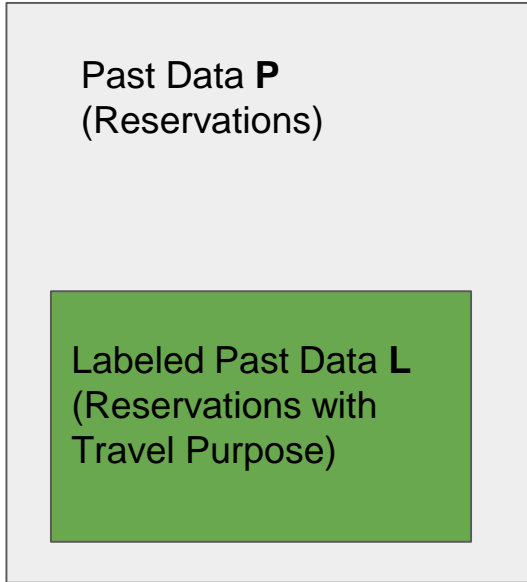 Past Data P
(Reservations)
Labeled Past Data L
(Reservations with
Travel Purpose)